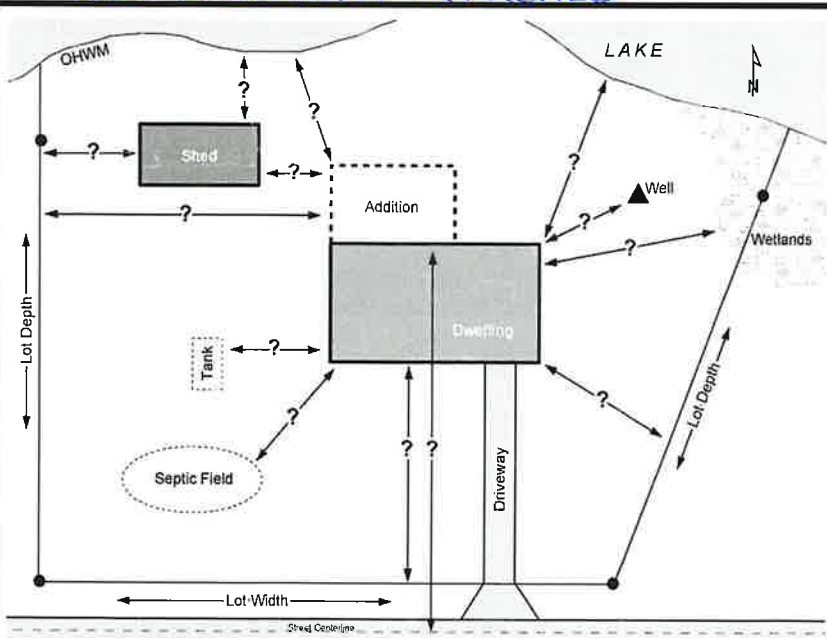 OHWM
LAKE
N
?
?
?
Shed
?
?
?
Well
Addition
?
?
?
Wetlands
Lot Depth
Dwelling
Tank
?
?
?
Lot Depth
?
?
?
Septic Field
Driveway
Lot Width
Street Centerline